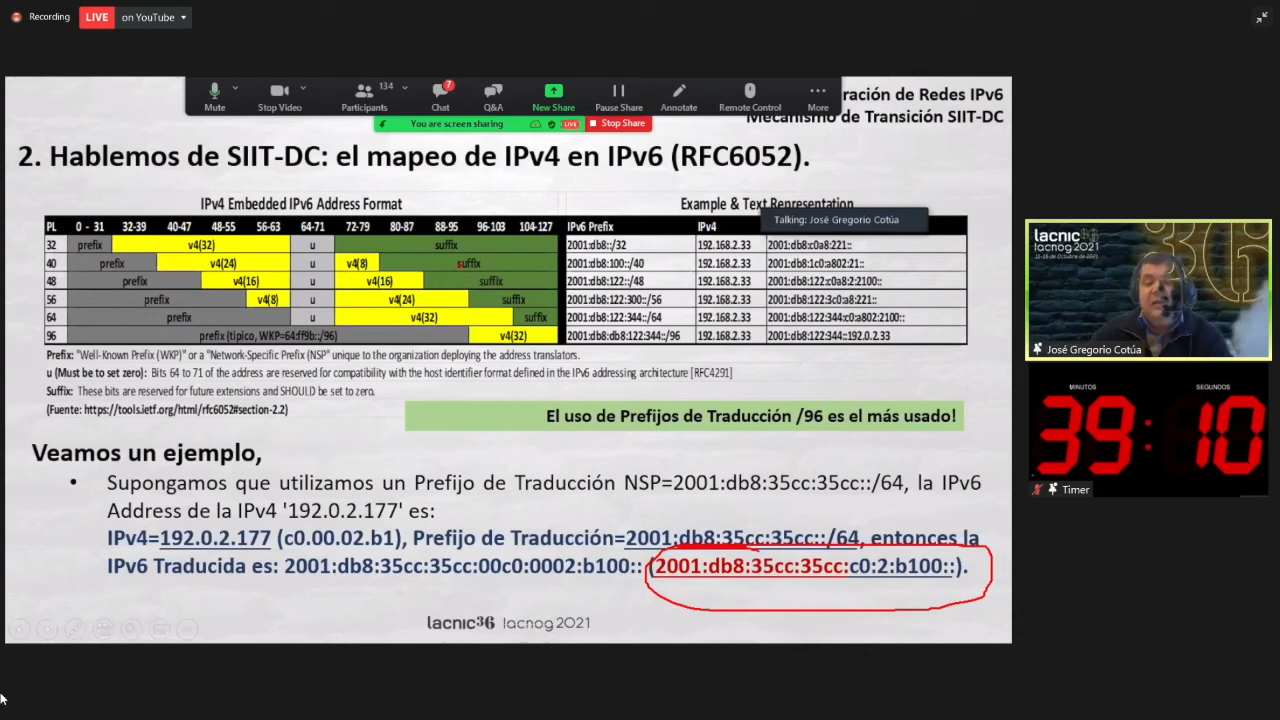 Recording
LIVE on YouTube
Mute
Stop Video
134
Participants
7
Chat
Q&A
New Share
Pause Share
Annotate
Remote Control
More
You are screen sharing
LIVE
Stop Share
ración de Redes IPv6
Mecanismo de Transición SIIT-DC
2. Hablemos de SIIT-DC: el mapeo de IPv4 en IPv6 (RFC6052).
IPv4 Embedded IPv6 Address Format
Example & Text Representation
Talking: José Gregorio Cotúa
PL 0 - 31 32-39 40-47 48-55 56-63 64-71 72-79 80-87 88-95 96-103 104-127 IPv6 Prefix IPv4
32 prefix v4(32) u suffix 2001:db8::/32 192.168.2.33 2001:db8:c0a8:221::
40 prefix v4(24) u v4(8) suffix 2001:db8:100::/40 192.168.2.33 2001:db8:1c0:a802:21::
48 prefix v4(16) u v4(16) suffix 2001:db8:122::/48 192.168.2.33 2001:db8:122:c0a8:2:2100::
56 prefix v4(8) u v4(24) suffix 2001:db8:122:300::/56 192.168.2.33 2001:db8:122:3c0:a8:221::
64 prefix u v4(32) suffix 2001:db8:122:344::/64 192.168.2.33 2001:db8:122:344:c0:a802:2100::
96 prefix (tipico, WKP=64:ff9b::/96) v4(32) 2001:db8:db8:122:344::/96 192.168.2.33 2001:db8:122:344::192.0.2.33
Prefix: "Well-Known Prefix (WKP)" or a "Network-Specific Prefix (NSP" unique to the organization deploying the address translators.
u (Must be to set zero): Bits 64 to 71 of the address are reserved for compatibility with the host identifier format defined in the IPv6 addressing architecture [RFC4291]
Suffix: These bits are reserved for future extensions and SHOULD be set to zero.
(Fuente: https://tools.ietf.org/html/rfc6052#section-2.2)
El uso de Prefijos de Traducción /96 es el más usado!
Veamos un ejemplo,
• Supongamos que utilizamos un Prefijo de Traducción NSP=2001:db8:35cc:35cc::/64, la IPv6
Address de la IPv4 '192.0.2.177' es:
IPv4=192.0.2.177 (c0.00.02.b1), Prefijo de Traducción=2001:db8:35cc:35cc::/64, entonces la
IPv6 Traducida es: 2001:db8:35cc:35cc:00c0:0002:b100:: (2001:db8:35cc:35cc:c0:2:b100::).
lacnic36 lacnog2021
lacnic36
lacnog2021
11-15 de Octubre de 2021
José Gregorio Cotúa
MINUTOS SEGUNDOS
39:10
Timer